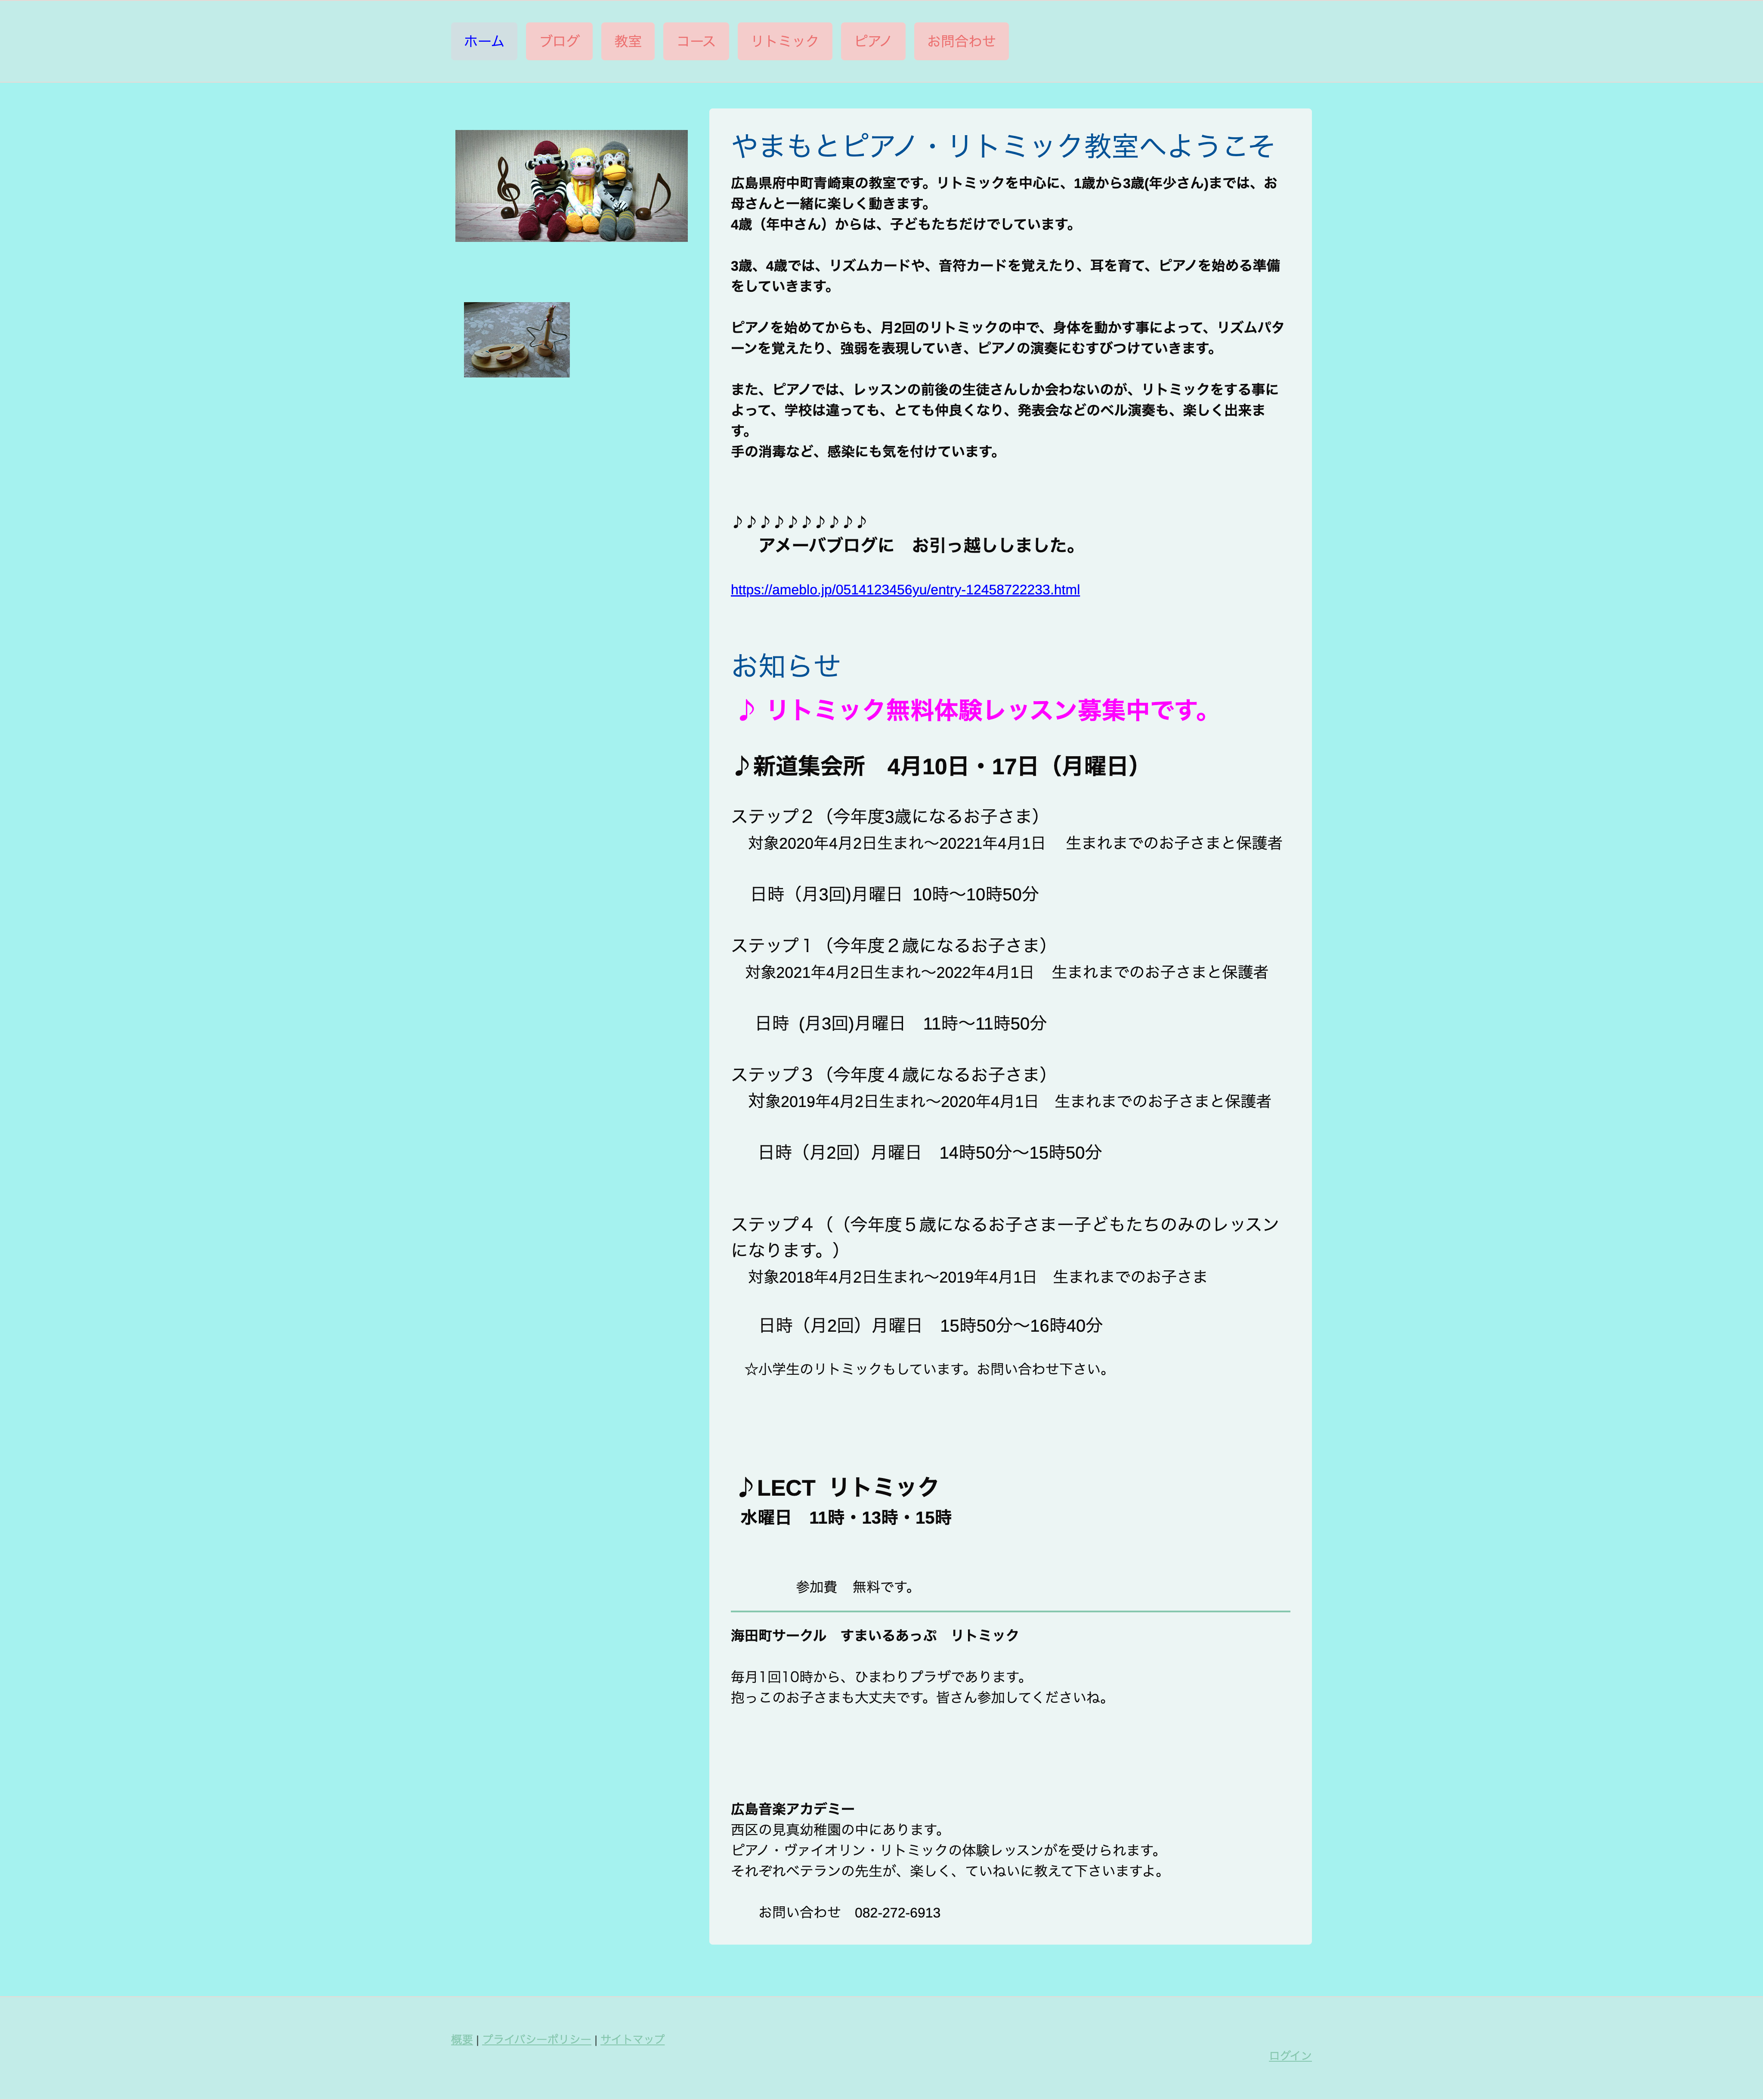 ホーム
ブログ
教室
コース
リトミック
ピアノ
お問合わせ
やまもとピアノ・リトミック教室へようこそ
広島県府中町青崎東の教室です。リトミックを中心に、1歳から3歳(年少さん)までは、お
母さんと一緒に楽しく動きます。
4歳（年中さん）からは、子どもたちだけでしています。
3歳、4歳では、リズムカードや、音符カードを覚えたり、耳を育て、ピアノを始める準備
をしていきます。
ピアノを始めてからも、月2回のリトミックの中で、身体を動かす事によって、リズムパタ
ーンを覚えたり、強弱を表現していき、ピアノの演奏にむすびつけていきます。
また、ピアノでは、レッスンの前後の生徒さんしか会わないのが、リトミックをする事に
よって、学校は違っても、とても仲良くなり、発表会などのベル演奏も、楽しく出来ま
す。
手の消毒など、感染にも気を付けています。
♪♪♪♪♪♪♪♪♪♪
アメーバブログに　お引っ越ししました。
https://ameblo.jp/0514123456yu/entry-12458722233.html
お知らせ
♪ リトミック無料体験レッスン募集中です。
♪新道集会所　4月10日・17日（月曜日）
ステップ２（今年度3歳になるお子さま）
対象2020年4月2日生まれ〜20221年4月1日　生まれまでのお子さまと保護者
日時（月3回)月曜日 10時〜10時50分
ステップ１（今年度２歳になるお子さま）
対象2021年4月2日生まれ〜2022年4月1日　生まれまでのお子さまと保護者
日時 (月3回)月曜日　11時〜11時50分
ステップ３（今年度４歳になるお子さま）
対象2019年4月2日生まれ〜2020年4月1日　生まれまでのお子さまと保護者
日時（月2回）月曜日　14時50分〜15時50分
ステップ４（（今年度５歳になるお子さまー子どもたちのみのレッスン
になります。）
対象2018年4月2日生まれ〜2019年4月1日　生まれまでのお子さま
日時（月2回）月曜日　15時50分〜16時40分
☆小学生のリトミックもしています。お問い合わせ下さい。
♪LECT リトミック
水曜日　11時・13時・15時
参加費　無料です。
海田町サークル　すまいるあっぷ　リトミック
毎月1回10時から、ひまわりプラザであります。
抱っこのお子さまも大丈夫です。皆さん参加してくださいね。
広島音楽アカデミー
西区の見真幼稚園の中にあります。
ピアノ・ヴァイオリン・リトミックの体験レッスンがを受けられます。
それぞれベテランの先生が、楽しく、ていねいに教えて下さいますよ。
お問い合わせ　082-272-6913
概要 | プライバシーポリシー | サイトマップ
ログイン